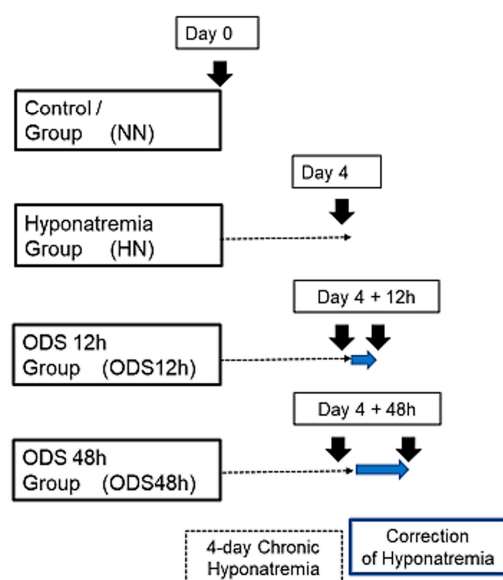 Day 0
Control /
Group (NN)
Day 4
Hyponatremia
Group (HN)
Day 4 + 12h
ODS 12h
Group (ODS12h)
Day 4 + 48h
ODS 48h
Group (ODS48h)
4-day Chronic
Hyponatremia
Correction
of Hyponatremia